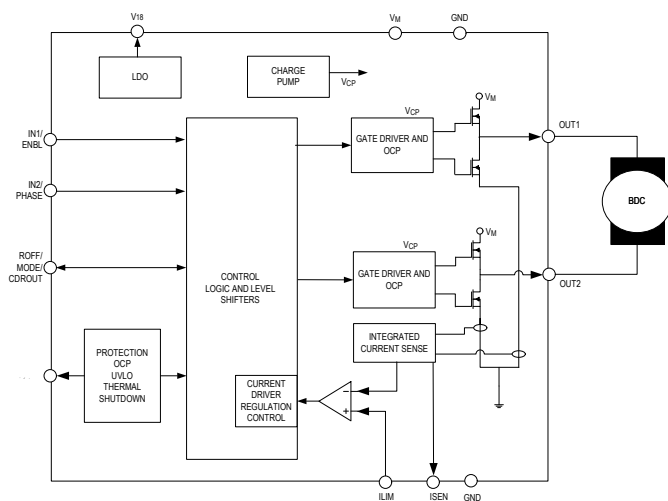 V18
VM
GND
LDO
CHARGE
PUMP
VCP
IN1/
ENBL
IN2/
PHASE
ROFF/
MODE/
CDROUT
CONTROL
LOGIC AND LEVEL
SHIFTERS
VCP
GATE DRIVER AND
OCP
VM
OUT1
BDC
VCP
GATE DRIVER AND
OCP
VM
OUT2
INTEGRATED
CURRENT SENSE
PROTECTION
OCP
UVLO
THERMAL
SHUTDOWN
CURRENT
DRIVER
REGULATION
CONTROL
–
+
ILIM
ISEN
GND